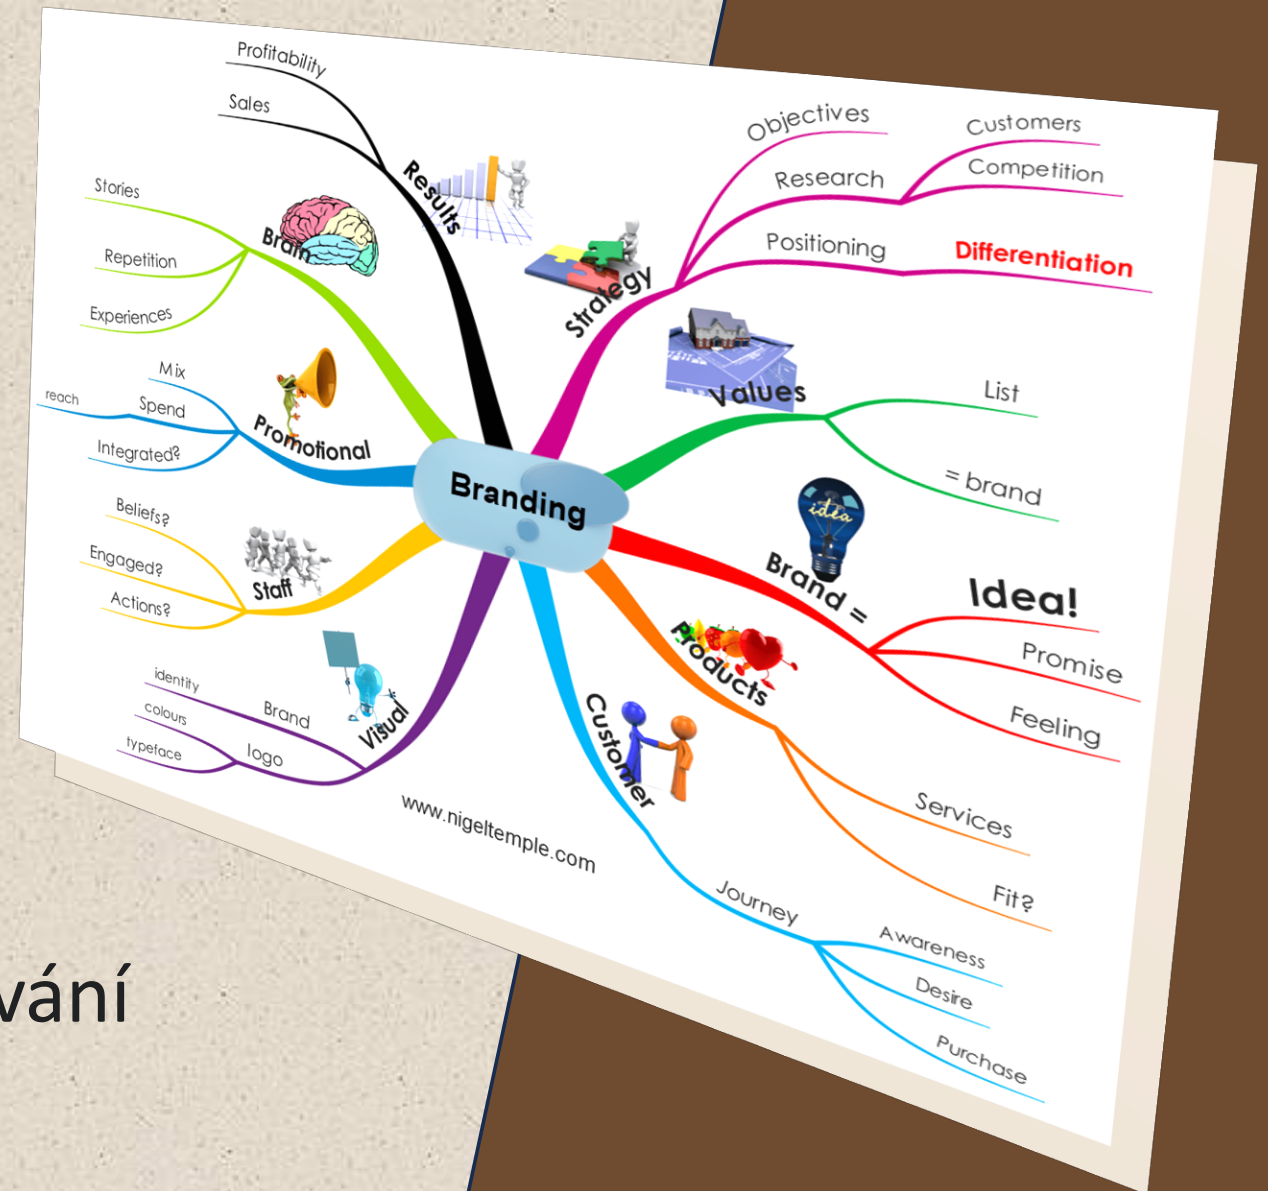 Profitability
Sales
Results
Stories
Repetition
Experiences
Brain
Mix
Spend
reach
Integrated?
Promotional
Beliefs?
Engaged?
Actions?
Staff
identity
Brand
colours
logo
typeface
Visual
Branding
Strategy
Objectives
Research
Customers
Competition
Positioning
Differentiation
Values
List
= brand
Brand =
idea
Idea!
Promise
Feeling
Products
Services
Fit?
Customer
Journey
Awareness
Desire
Purchase
www.nigeltemple.com
vání